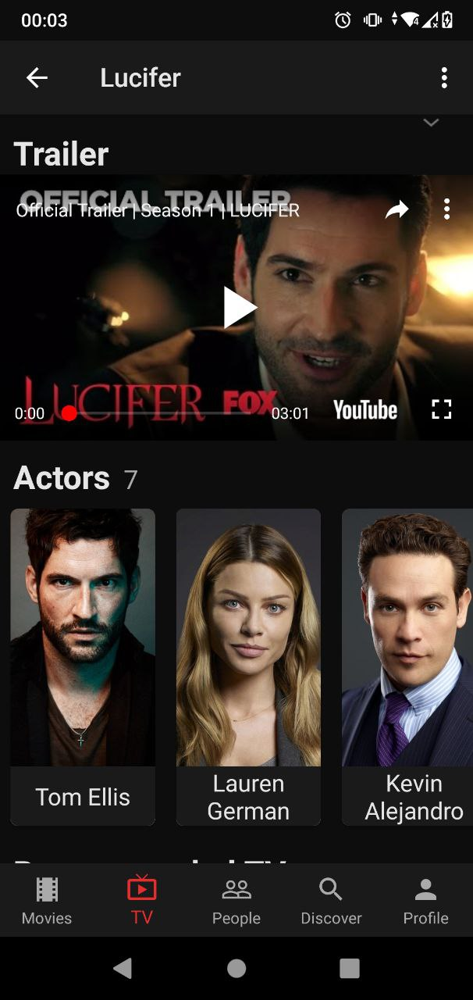 00:03
4
Lucifer
Trailer
OFFICIAL TRAILER
Official Trailer | Season 1 | LUCIFER
LUCIFER FOX
0:00
03:01
YouTube
Actors 7
Tom Ellis
Lauren
German
Kevin
Alejandro
Movies
TV
People
Discover
Profile